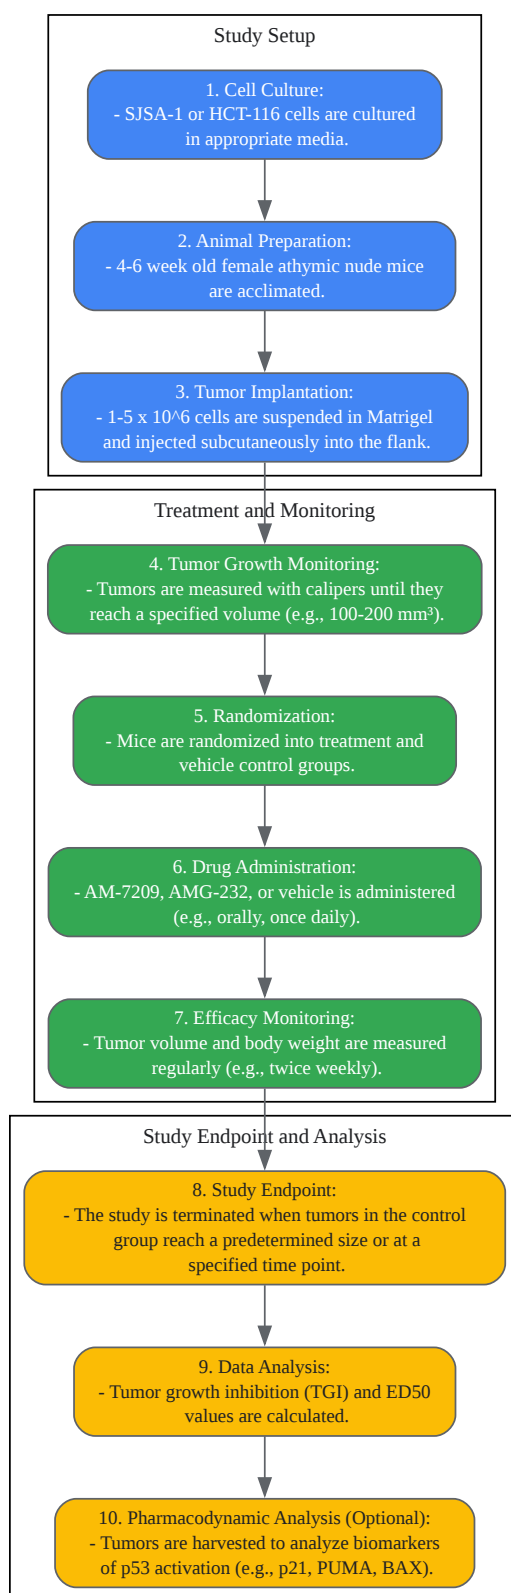 Study Setup
1. Cell Culture:
- SJSA-1 or HCT-116 cells are cultured
in appropriate media.
2. Animal Preparation:
- 4-6 week old female athymic nude mice
are acclimated.
3. Tumor Implantation:
- 1-5 x 10^6 cells are suspended in Matrigel
and injected subcutaneously into the flank.
Treatment and Monitoring
4. Tumor Growth Monitoring:
- Tumors are measured with calipers until they
reach a specified volume (e.g., 100-200 mm³).
5. Randomization:
- Mice are randomized into treatment and
vehicle control groups.
6. Drug Administration:
- AM-7209, AMG-232, or vehicle is administered
(e.g., orally, once daily).
7. Efficacy Monitoring:
- Tumor volume and body weight are measured
regularly (e.g., twice weekly).
Study Endpoint and Analysis
8. Study Endpoint:
- The study is terminated when tumors in the control
group reach a predetermined size or at a
specified time point.
9. Data Analysis:
- Tumor growth inhibition (TGI) and ED50
values are calculated.
10. Pharmacodynamic Analysis (Optional):
- Tumors are harvested to analyze biomarkers
of p53 activation (e.g., p21, PUMA, BAX).